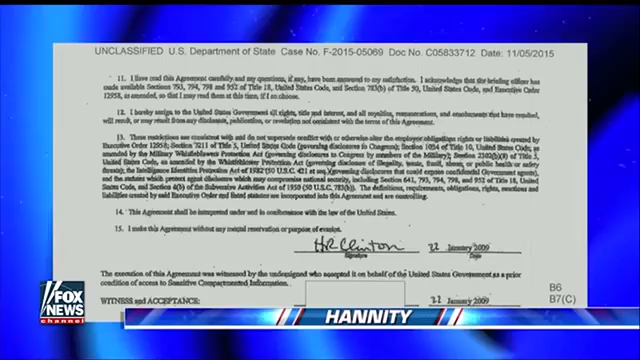 UNCLASSIFIED U.S. Department of State Case No. F-2015-05069 Doc No. C05833712 Date: 11/05/2015
11. I have read this Agreement carefully and my questions, if any, have been answered to my satisfaction. I acknowledge that the briefing officer has
made available Sections 793, 794, 798 and 952 of Title 18, United States Code, and Section 783(b) of Title 50, United States Code, and Executive Order
12958, as amended, so that I may read them at this time, if I so choose.
12. I hereby assign to the United States Government all rights, title and interest, and all royalties, remunerations, and emoluments that have resulted,
will result, or may result from any disclosure, publication, or revelation not consistent with the terms of this Agreement.
13. These restrictions are consistent with and do not supersede conflict with or otherwise alter the employee obligations rights or liabilities created by
Executive Order 12958; Section 7211 of Title 5, United States Code (governing disclosures to Congress); Section 1034 of Title 10, United States Code, as
amended by the Military Whistleblowers Protection Act (governing disclosures to Congress by members of the Military); Section 2302(b)(8) of Title 5,
United States Code, as amended by the Whistleblower Protection Act (governing disclosures of illegality, waste, fraud, abuse, or public health or safety
threats); the Intelligence Identities Protection Act of 1982 (50 U.S.C. 421 et seq.) (governing disclosures that could expose confidential Government agents),
and the statutes which protect agent disclosure which may compromise national security, including Section 641, 793, 794, 798, and 952 of Title 18, United
States Code, and Section 4(b) of the Subversive Activities Act of 1950 (50 U.S.C. 783(b)). The definitions, requirements, obligations, rights, sanctions and
liabilities created by said Executive Order and listed statutes are incorporated into this Agreement and are controlling.
14. This Agreement shall be interpreted under and in conformance with the law of the United States.
15. I make this Agreement without any mental reservation or purpose of evasion.
HRClinton 22 January 2009
Signature Date
The execution of this Agreement was witnessed by the undersigned who accepted it on behalf of the United States Government as a prior
condition of access to Sensitive Compartmented Information.
B6
B7(C)
WITNESS and ACCEPTANCE: 22 January 2009
FOX
NEWS
channel
HANNITY